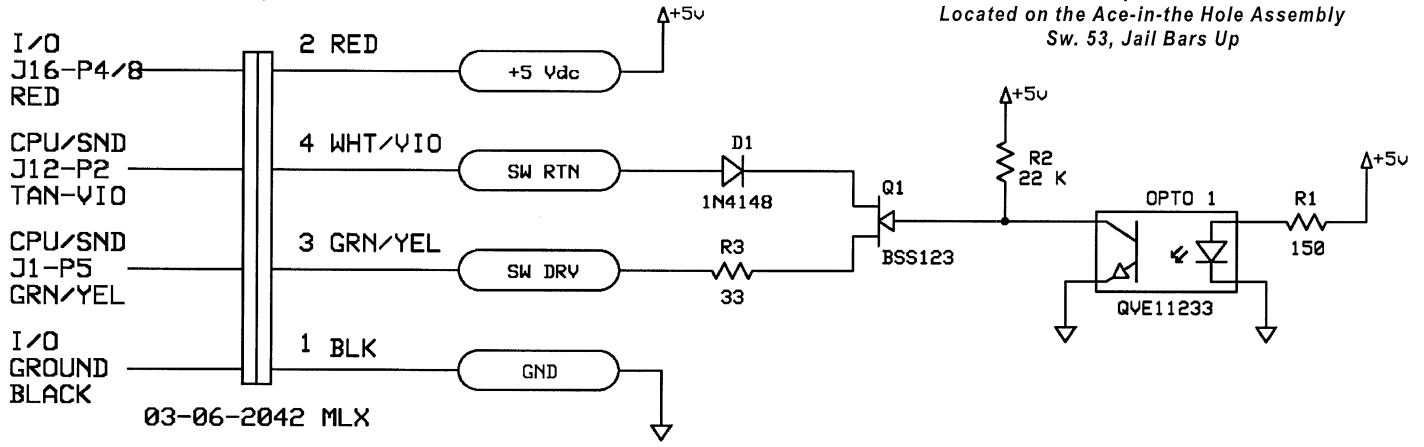 Located on the Ace-in-the Hole Assembly
Sw. 53, Jail Bars Up
I/O
J16-P4/8
RED
2 RED
+5 Vdc
+5v
CPU/SND
J12-P2
TAN-VIO
4 WHT/VIO
SW RTN
D1
1N4148
Q1
BSS123
+5v
R2
22 K
OPTO 1
QVE11233
R1
150
+5v
CPU/SND
J1-P5
GRN/YEL
3 GRN/YEL
SW DRV
R3
33
I/O
GROUND
BLACK
1 BLK
GND
03-06-2042 MLX